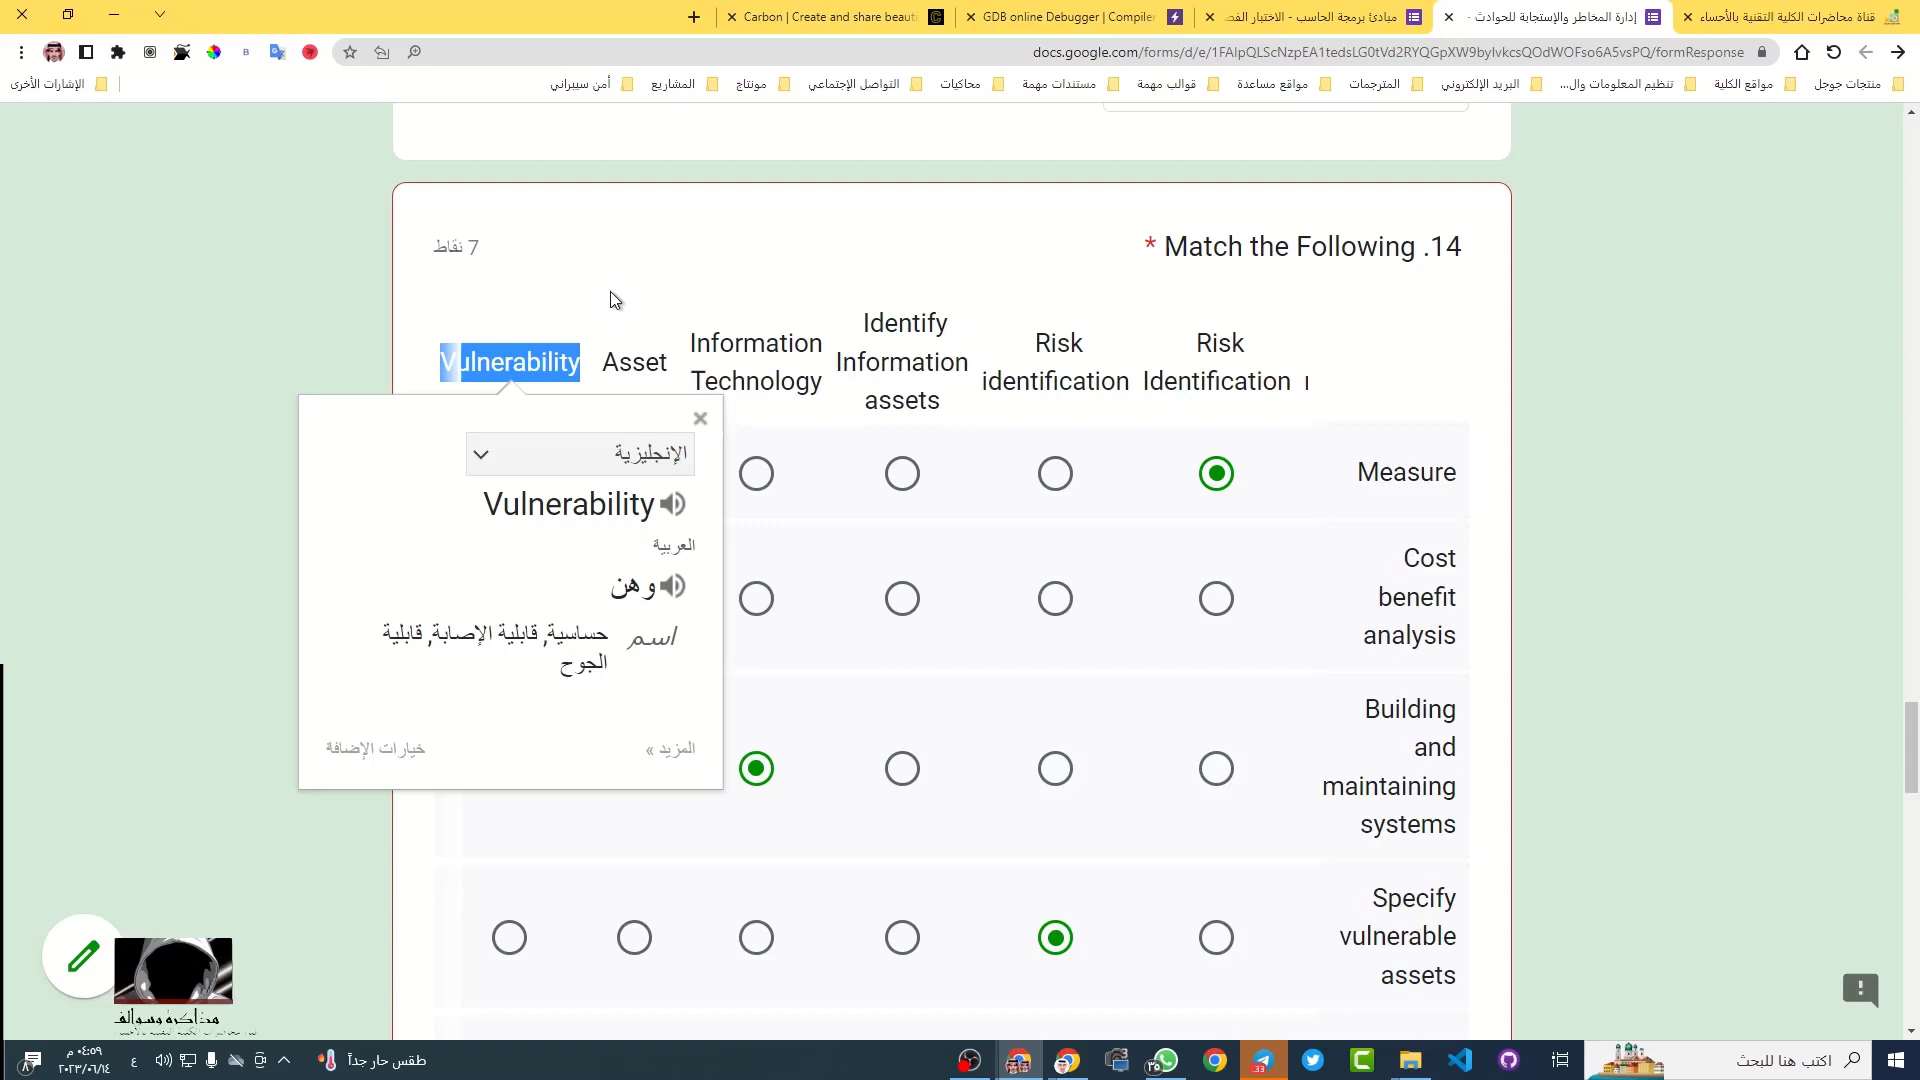 قناة محاضرات الكلية التقنية بالأحساء
إدارة المخاطر والإستجابة للحوادث -
مبادئ برمجة الحاسب - الاختبار الفص
GDB online Debugger | Compiler
Carbon | Create and share beauti
docs.google.com/forms/d/e/1FAIpQLScNzpEA1tedsLG0tVd2RYQGpXW9bylvkcsQOdWOFso6A5vsPQ/formResponse
منتجات جوجل
مواقع الكلية
تنظيم المعلومات وال...
البريد الإلكتروني
المترجمات
مواقع مساعدة
قوالب مهمة
مستندات مهمة
محاكيات
التواصل الإجتماعي
مونتاج
المشاريع
أمن سيبراني
الإشارات الأخرى
* Match the Following .14
7 نقاط
Risk Identification
Risk identification
Identify Information assets
Information Technology
Asset
Vulnerability
Measure
Cost
benefit
analysis
Building
and
maintaining
systems
Specify
vulnerable
assets
الإنجليزية
Vulnerability
العربية
وهن
اسم
حساسية, قابلية الإصابة, قابلية
الجوح
المزيد »
خيارات الإضافة
مذاكرة وسوالف
اكتب هنا للبحث
طقس حار جداً
ع
٠٤:٥٩ م
٢٠٢٣/٠٦/١٤